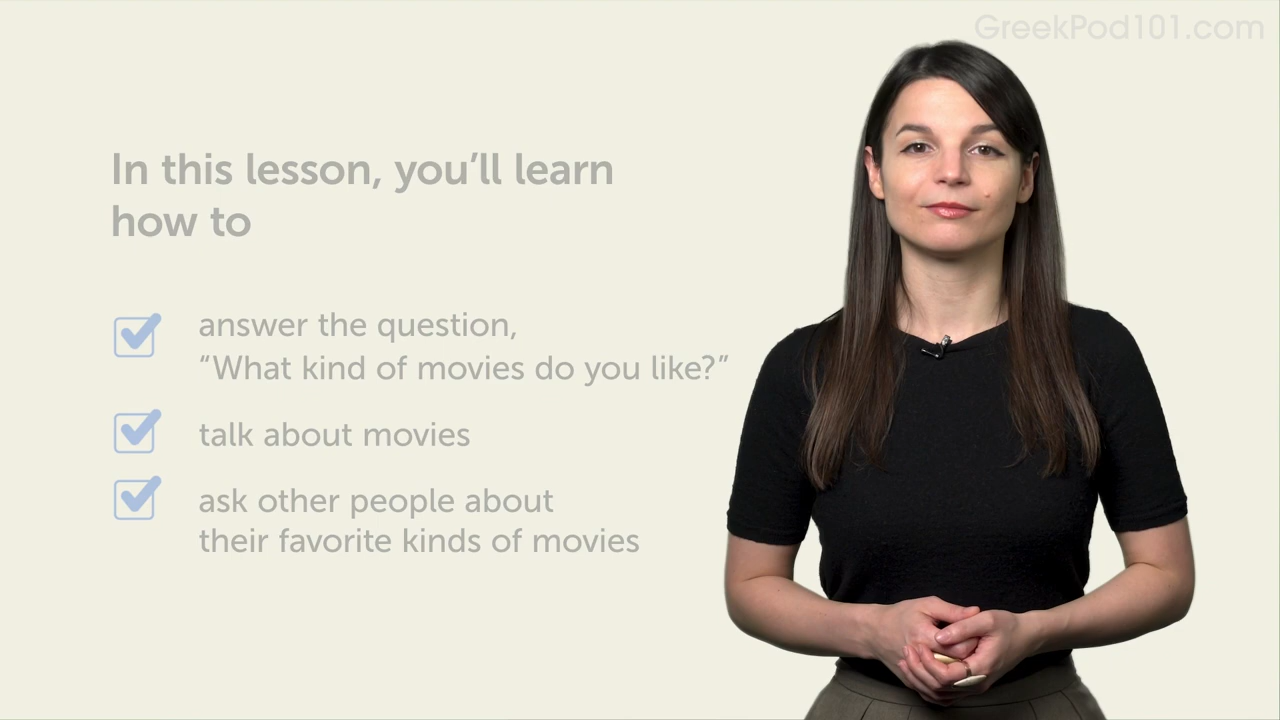 GreekPod101.com
In this lesson, you’ll learn
how to
answer the question,
“What kind of movies do you like?”
talk about movies
ask other people about
their favorite kinds of movies